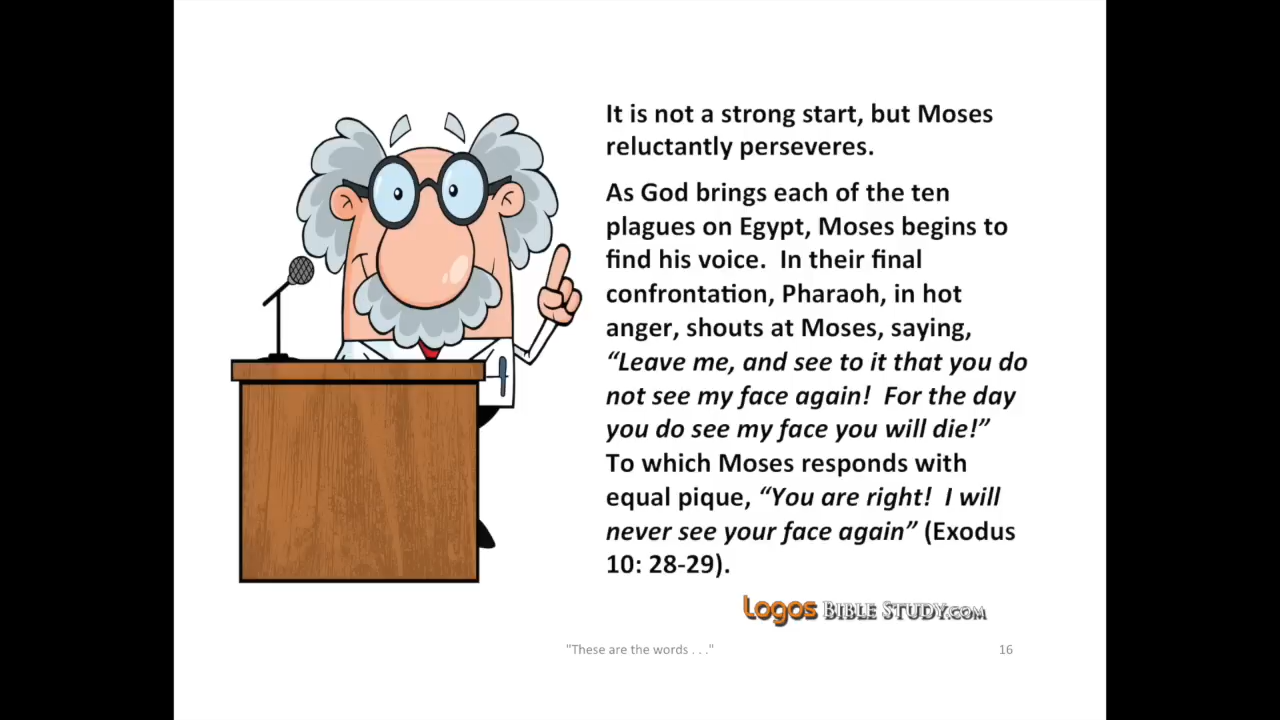 It is not a strong start, but Moses
reluctantly perseveres.
As God brings each of the ten
plagues on Egypt, Moses begins to
find his voice.  In their final
confrontation, Pharaoh, in hot
anger, shouts at Moses, saying,
“Leave me, and see to it that you do
not see my face again!  For the day
you do see my face you will die!”
To which Moses responds with
equal pique, “You are right!  I will
never see your face again” (Exodus
10: 28-29).
Logos BIBLE STUDY.COM
"These are the words . . ."
16